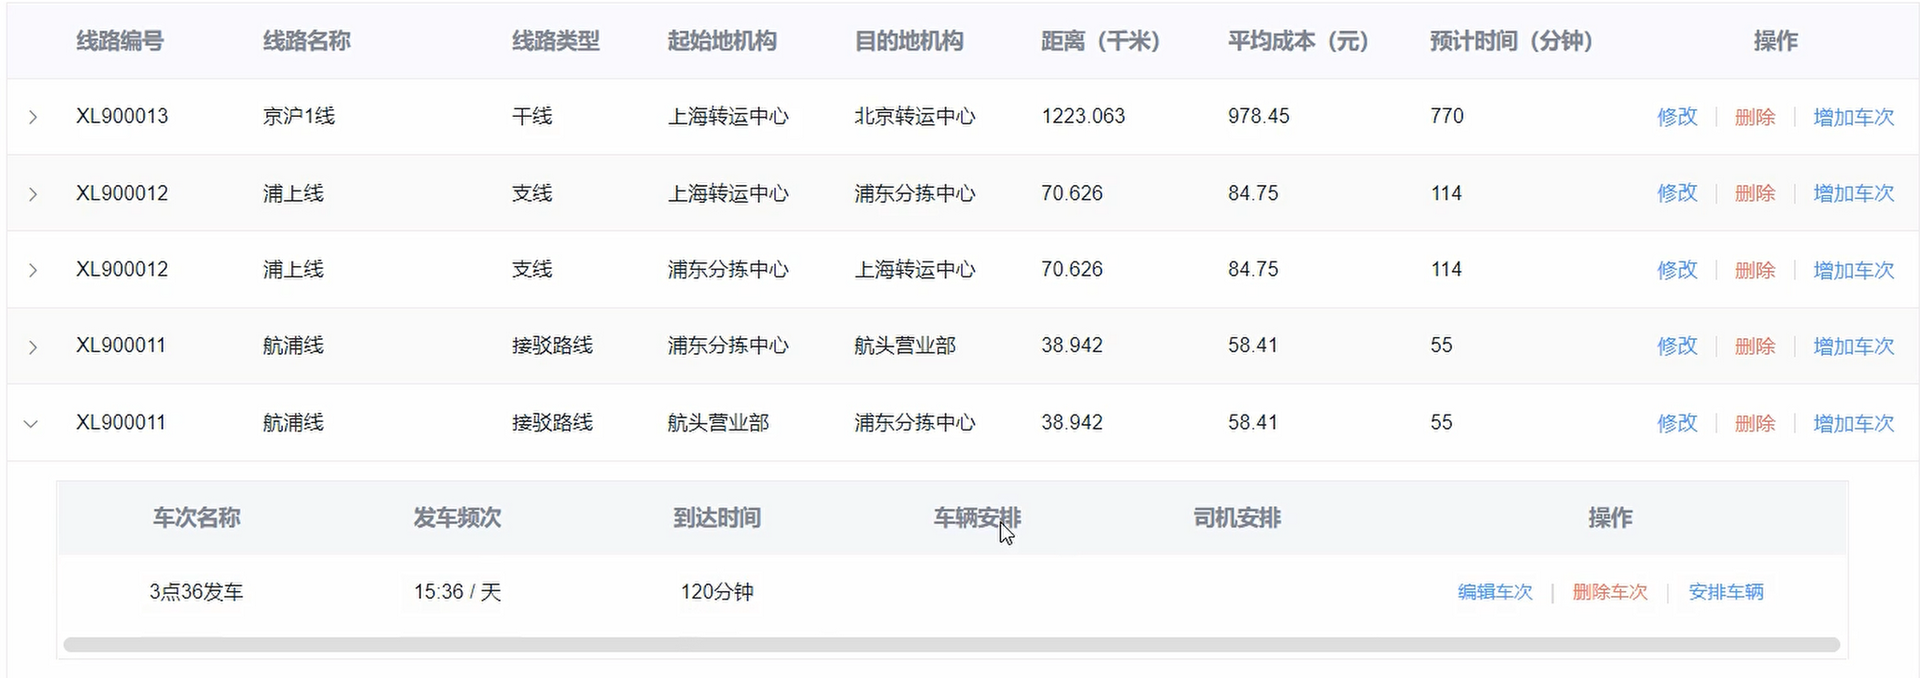 线路编号 线路名称 线路类型 起始地机构 目的地机构 距离（千米） 平均成本（元） 预计时间（分钟） 操作
XL900013 京沪1线 干线 上海转运中心 北京转运中心 1223.063 978.45 770 修改 删除 增加车次
XL900012 浦上线 支线 上海转运中心 浦东分拣中心 70.626 84.75 114 修改 删除 增加车次
XL900012 浦上线 支线 浦东分拣中心 上海转运中心 70.626 84.75 114 修改 删除 增加车次
XL900011 航浦线 接驳路线 浦东分拣中心 航头营业部 38.942 58.41 55 修改 删除 增加车次
XL900011 航浦线 接驳路线 航头营业部 浦东分拣中心 38.942 58.41 55 修改 删除 增加车次
车次名称 发车频次 到达时间 车辆安排 司机安排 操作
3点36发车 15:36 / 天 120分钟 编辑车次 删除车次 安排车辆